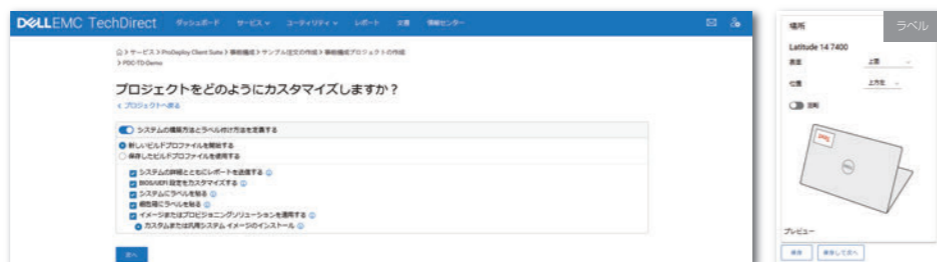 DELLEMC TechDirect ダッシュボード サービス ユーティリティ レポート 文書 情報センター
サービス > ProDeploy Client Suite > 事前構成 > サンプル注文の作成 > 事前構成プロジェクトの作成
> PDC-TD-Demo
プロジェクトをどのようにカスタマイズしますか？
< プロジェクトへ戻る
システムの構築方法とラベル付け方法を定義する
新しいビルドプロファイルを開始する
保存したビルドプロファイルを使用する
システムの詳細とともにレポートを送信する
BIOS/UEFI 設定をカスタマイズする
システムにラベルを貼る
梱包箱にラベルを貼る
イメージまたはプロビジョニングソリューションを適用する
カスタムまたは汎用システム イメージのインストール
次へ
ラベル
場所
Latitude 14 7400
表面 上面
位置 上方左
回転
DELL
プレビュー
保存 保存して次へ